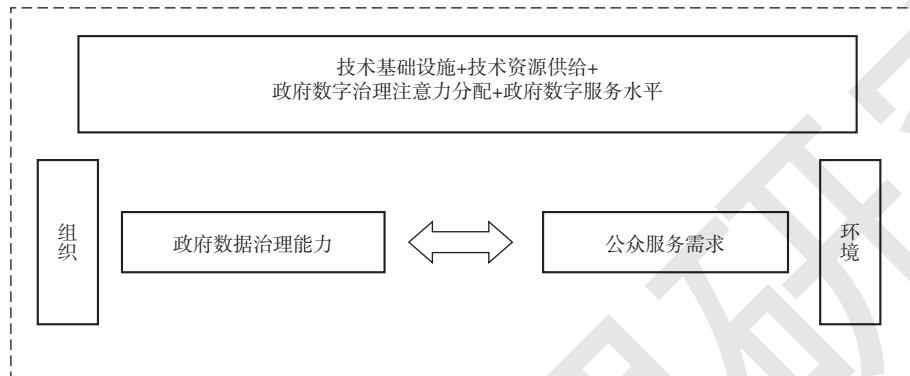 技术基础设施+技术资源供给+
政府数字治理注意力分配+政府数字服务水平
组织
政府数据治理能力
公众服务需求
环境